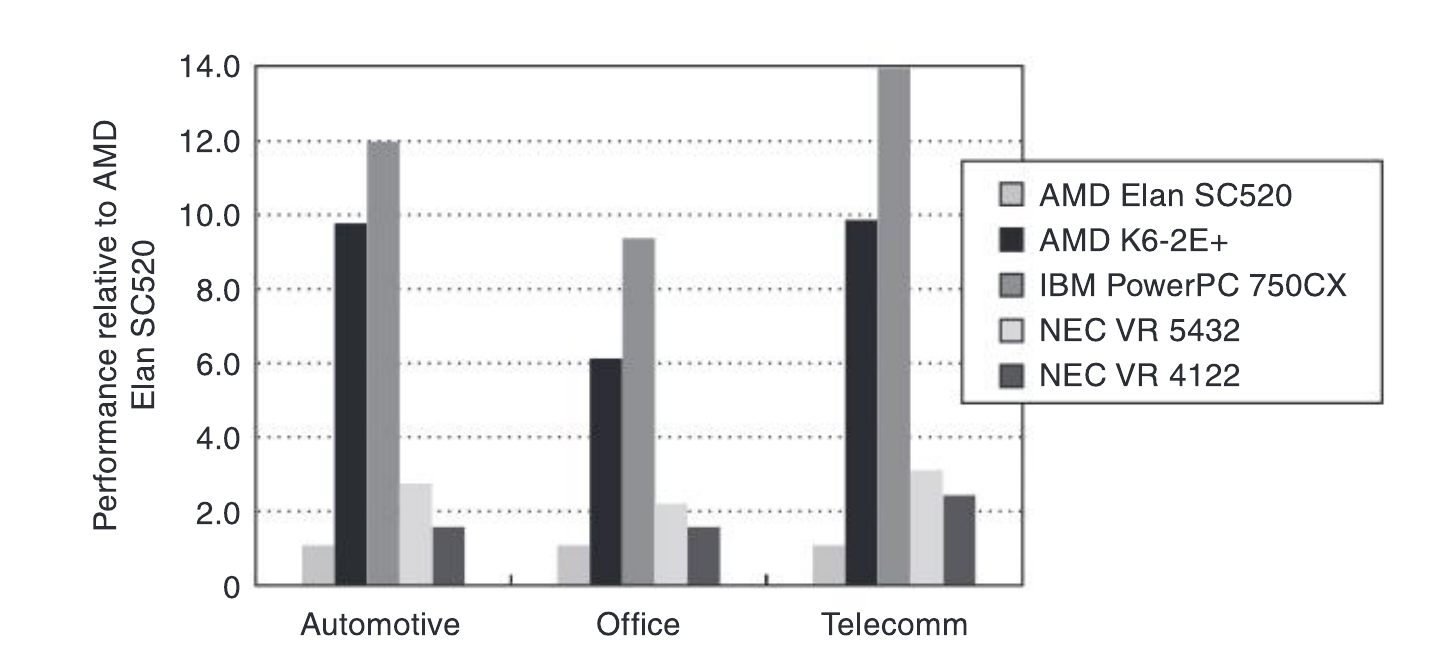 Performance relative to AMD
Elan SC520
14.0
12.0
10.0
8.0
6.0
4.0
2.0
0
Automotive
Office
Telecomm
AMD Elan SC520
AMD K6-2E+
IBM PowerPC 750CX
NEC VR 5432
NEC VR 4122